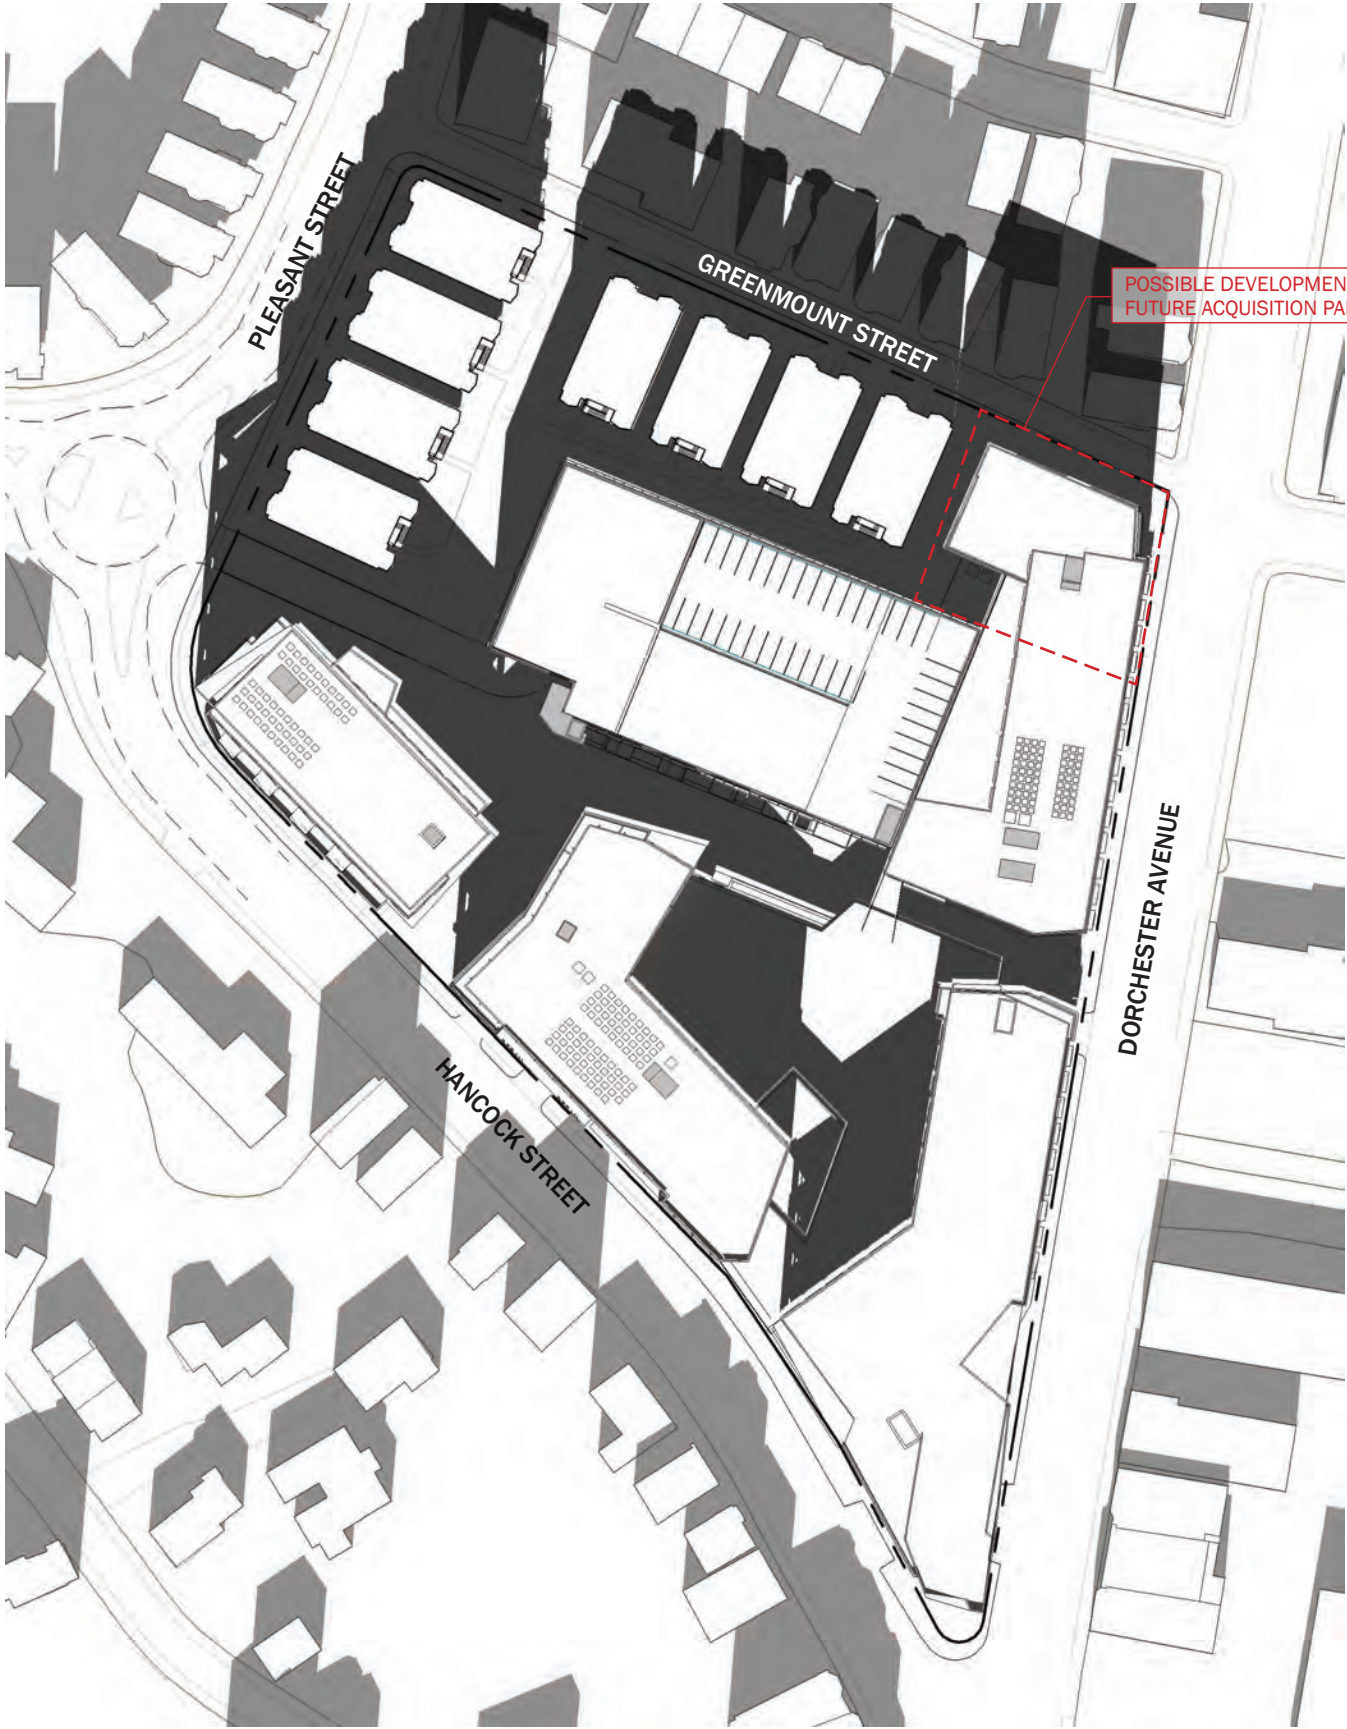 PLEASANT STREET
GREENMOUNT STREET
POSSIBLE DEVELOPMEN
FUTURE ACQUISITION PA
DORCHESTER AVENUE
HANCOCK STREET